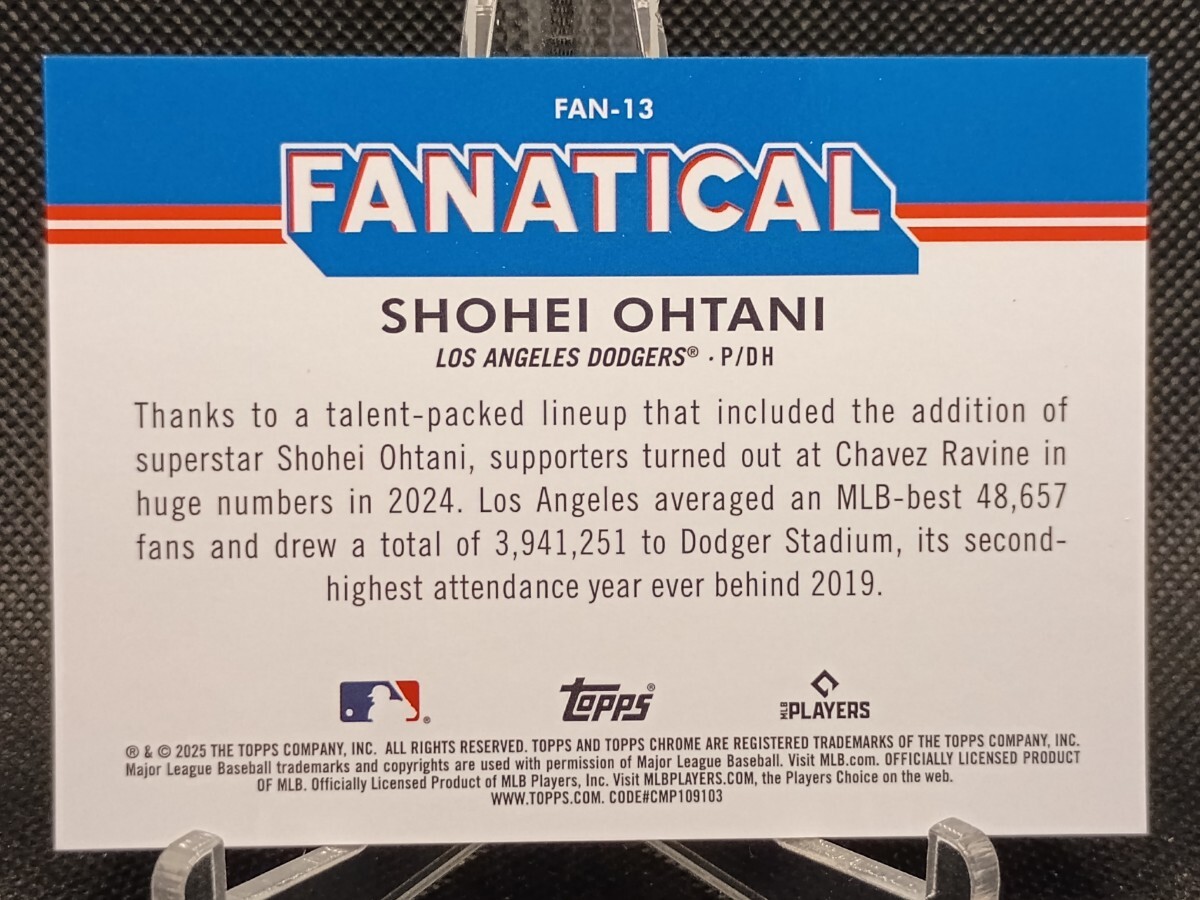 FAN-13
FANATICAL
SHOHEI OHTANI
LOS ANGELES DODGERS® · P/DH
Thanks to a talent-packed lineup that included the addition of
superstar Shohei Ohtani, supporters turned out at Chavez Ravine in
huge numbers in 2024. Los Angeles averaged an MLB-best 48,657
fans and drew a total of 3,941,251 to Dodger Stadium, its second-
highest attendance year ever behind 2019.
topps®
MLB PLAYERS
® & © 2025 THE TOPPS COMPANY, INC. ALL RIGHTS RESERVED. TOPPS AND TOPPS CHROME ARE REGISTERED TRADEMARKS OF THE TOPPS COMPANY, INC.
Major League Baseball trademarks and copyrights are used with permission of Major League Baseball. Visit MLB.com. OFFICIALLY LICENSED PRODUCT
OF MLB. Officially Licensed Product of MLB Players, Inc. Visit MLBPLAYERS.COM, the Players Choice on the web.
WWW.TOPPS.COM. CODE#CMP109103